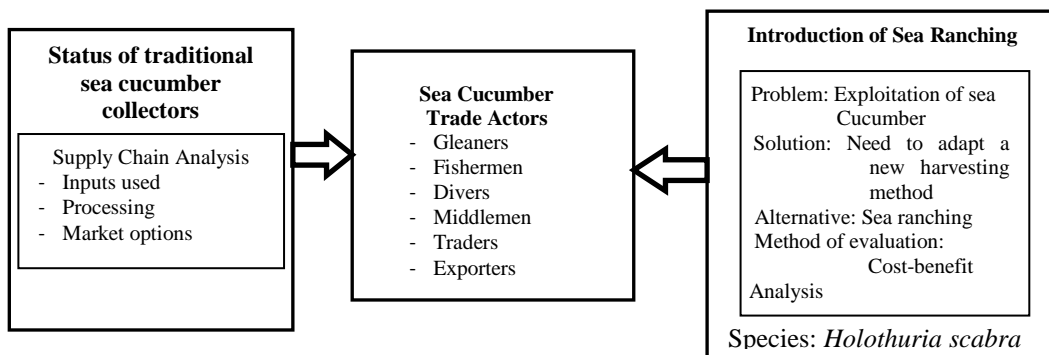 Status of traditional
sea cucumber
collectors
Supply Chain Analysis
- Inputs used
- Processing
- Market options
Sea Cucumber
Trade Actors
- Gleaners
- Fishermen
- Divers
- Middlemen
- Traders
- Exporters
Introduction of Sea Ranching
Problem: Exploitation of sea
Cucumber
Solution: Need to adapt a
new harvesting
method
Alternative: Sea ranching
Method of evaluation:
Cost-benefit
Analysis
Species: Holothuria scabra